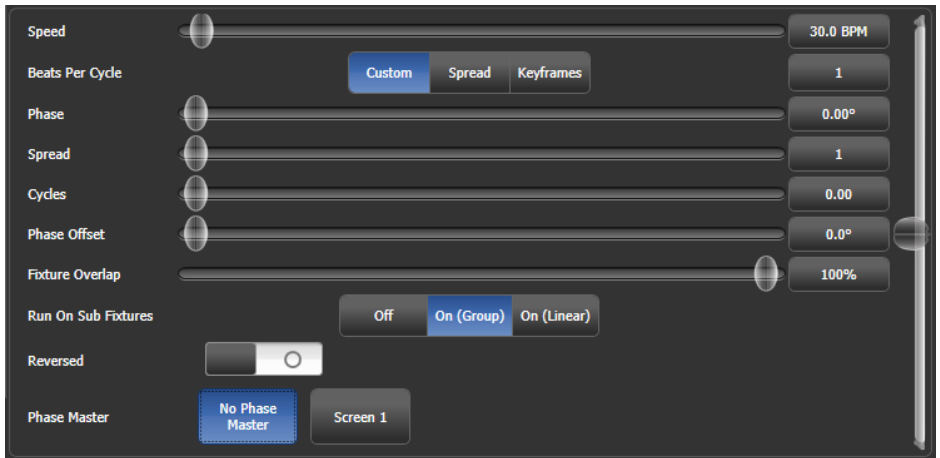 Speed 30.0 BPM
Beats Per Cycle Custom Spread Keyframes 1
Phase 0.00°
Spread 1
Cycles 0.00
Phase Offset 0.0°
Fixture Overlap 100%
Run On Sub Fixtures Off On (Group) On (Linear)
Reversed
Phase Master No Phase Master Screen 1